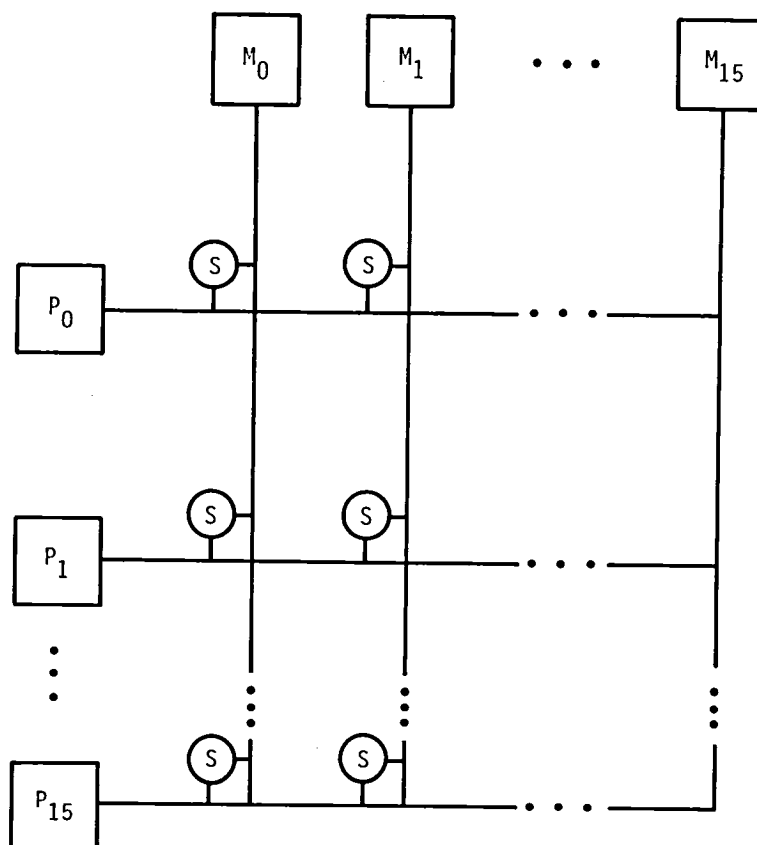 M0 M1 • • • M15
S S
P0 • • •
S S
P1 • • •
S S
P15 • • •